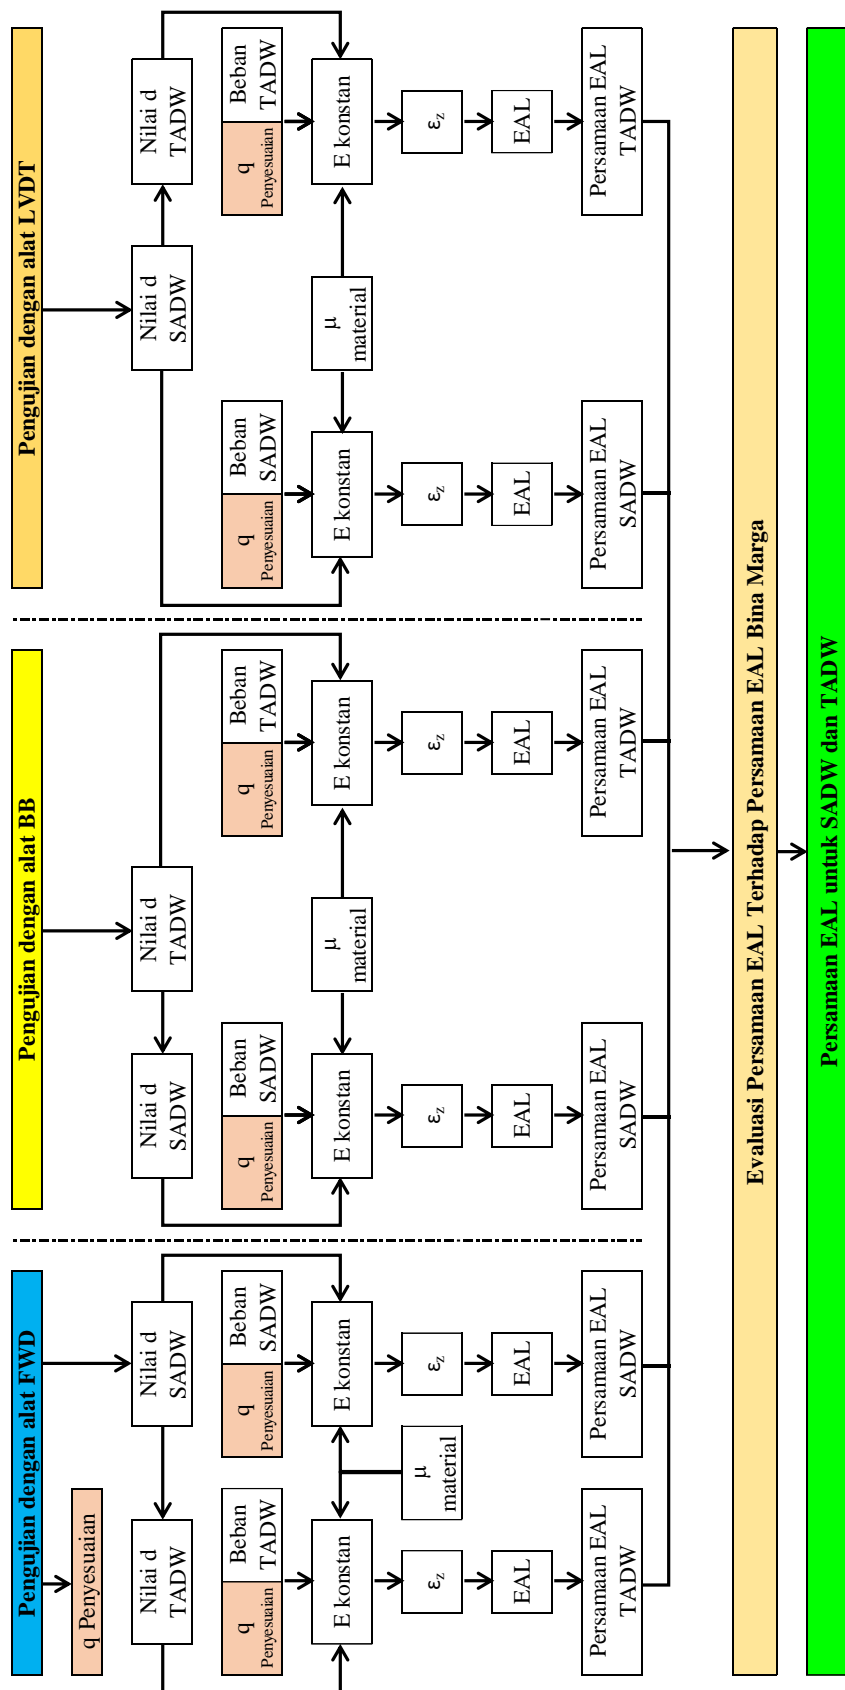 Pengujian dengan alat FWD
q Penyesuaian
Nilai d
TADW
Nilai d
SADW
q
Penyesuaian
Beban
TADW
q
Penyesuaian
Beban
SADW
E konstan
E konstan
μ
material
εz
εz
EAL
EAL
Persamaan EAL
TADW
Persamaan EAL
SADW
Pengujian dengan alat BB
Nilai d
SADW
Nilai d
TADW
q
Penyesuaian
Beban
SADW
q
Penyesuaian
Beban
TADW
E konstan
μ
material
E konstan
εz
εz
EAL
EAL
Persamaan EAL
SADW
Persamaan EAL
TADW
Pengujian dengan alat LVDT
Nilai d
SADW
Nilai d
TADW
q
Penyesuaian
Beban
SADW
q
Penyesuaian
Beban
TADW
E konstan
μ
material
E konstan
εz
εz
EAL
EAL
Persamaan EAL
SADW
Persamaan EAL
TADW
Evaluasi Persamaan EAL Terhadap Persamaan EAL Bina Marga
Persamaan EAL untuk SADW dan TADW